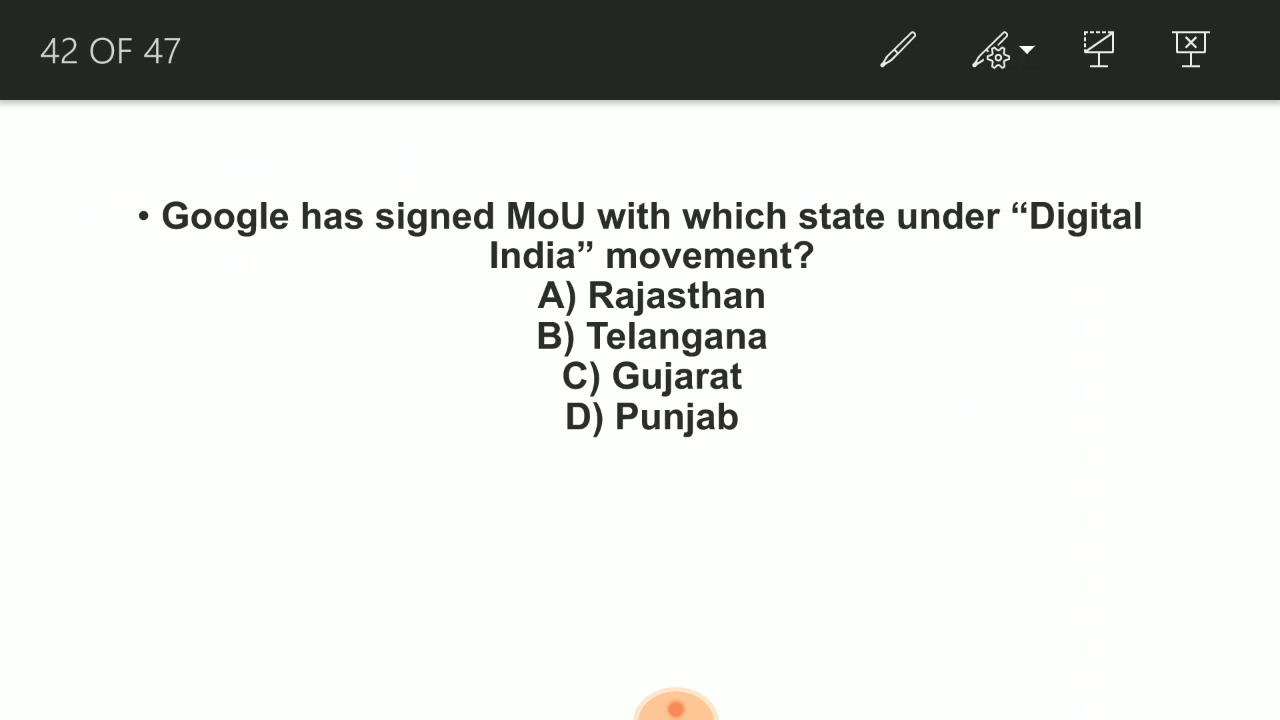 42 OF 47
• Google has signed MoU with which state under “Digital
India” movement?
A) Rajasthan
B) Telangana
C) Gujarat
D) Punjab